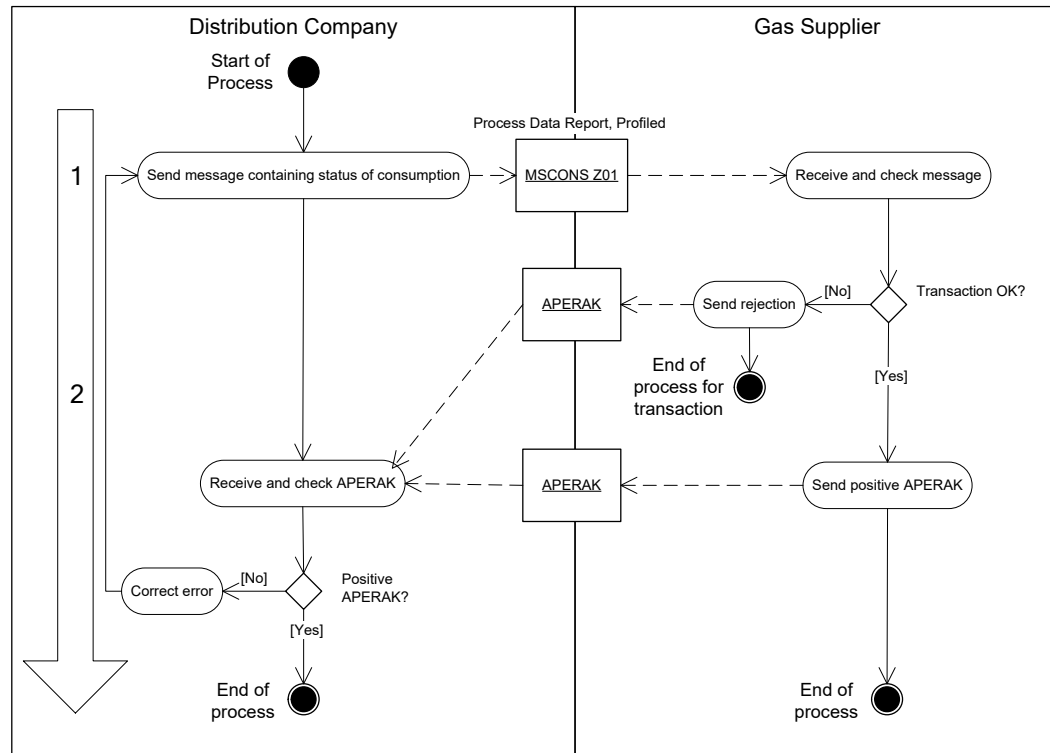 Distribution Company
Gas Supplier
Start of
Process
Process Data Report, Profiled
1
Send message containing status of consumption
MSCONS Z01
Receive and check message
APERAK
Send rejection
[No]
Transaction OK?
End of
process for
transaction
[Yes]
2
Receive and check APERAK
APERAK
Send positive APERAK
Correct error
[No]
Positive
APERAK?
[Yes]
End of
process
End of
process